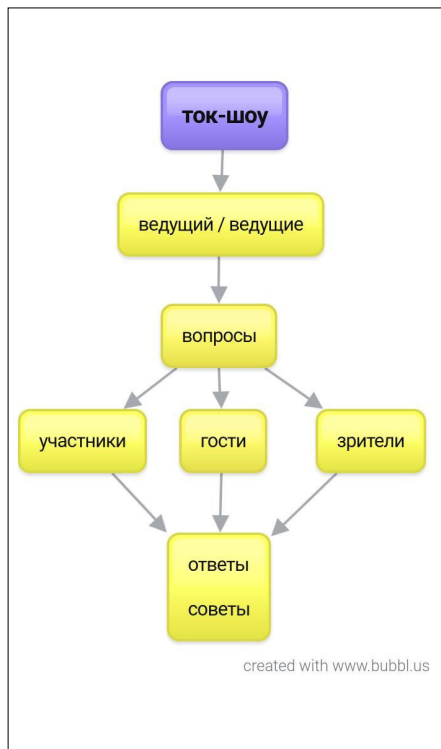 ток-шоу
ведущий / ведущие
вопросы
участники
гости
зрители
ответы
советы
created with www.bubbl.us